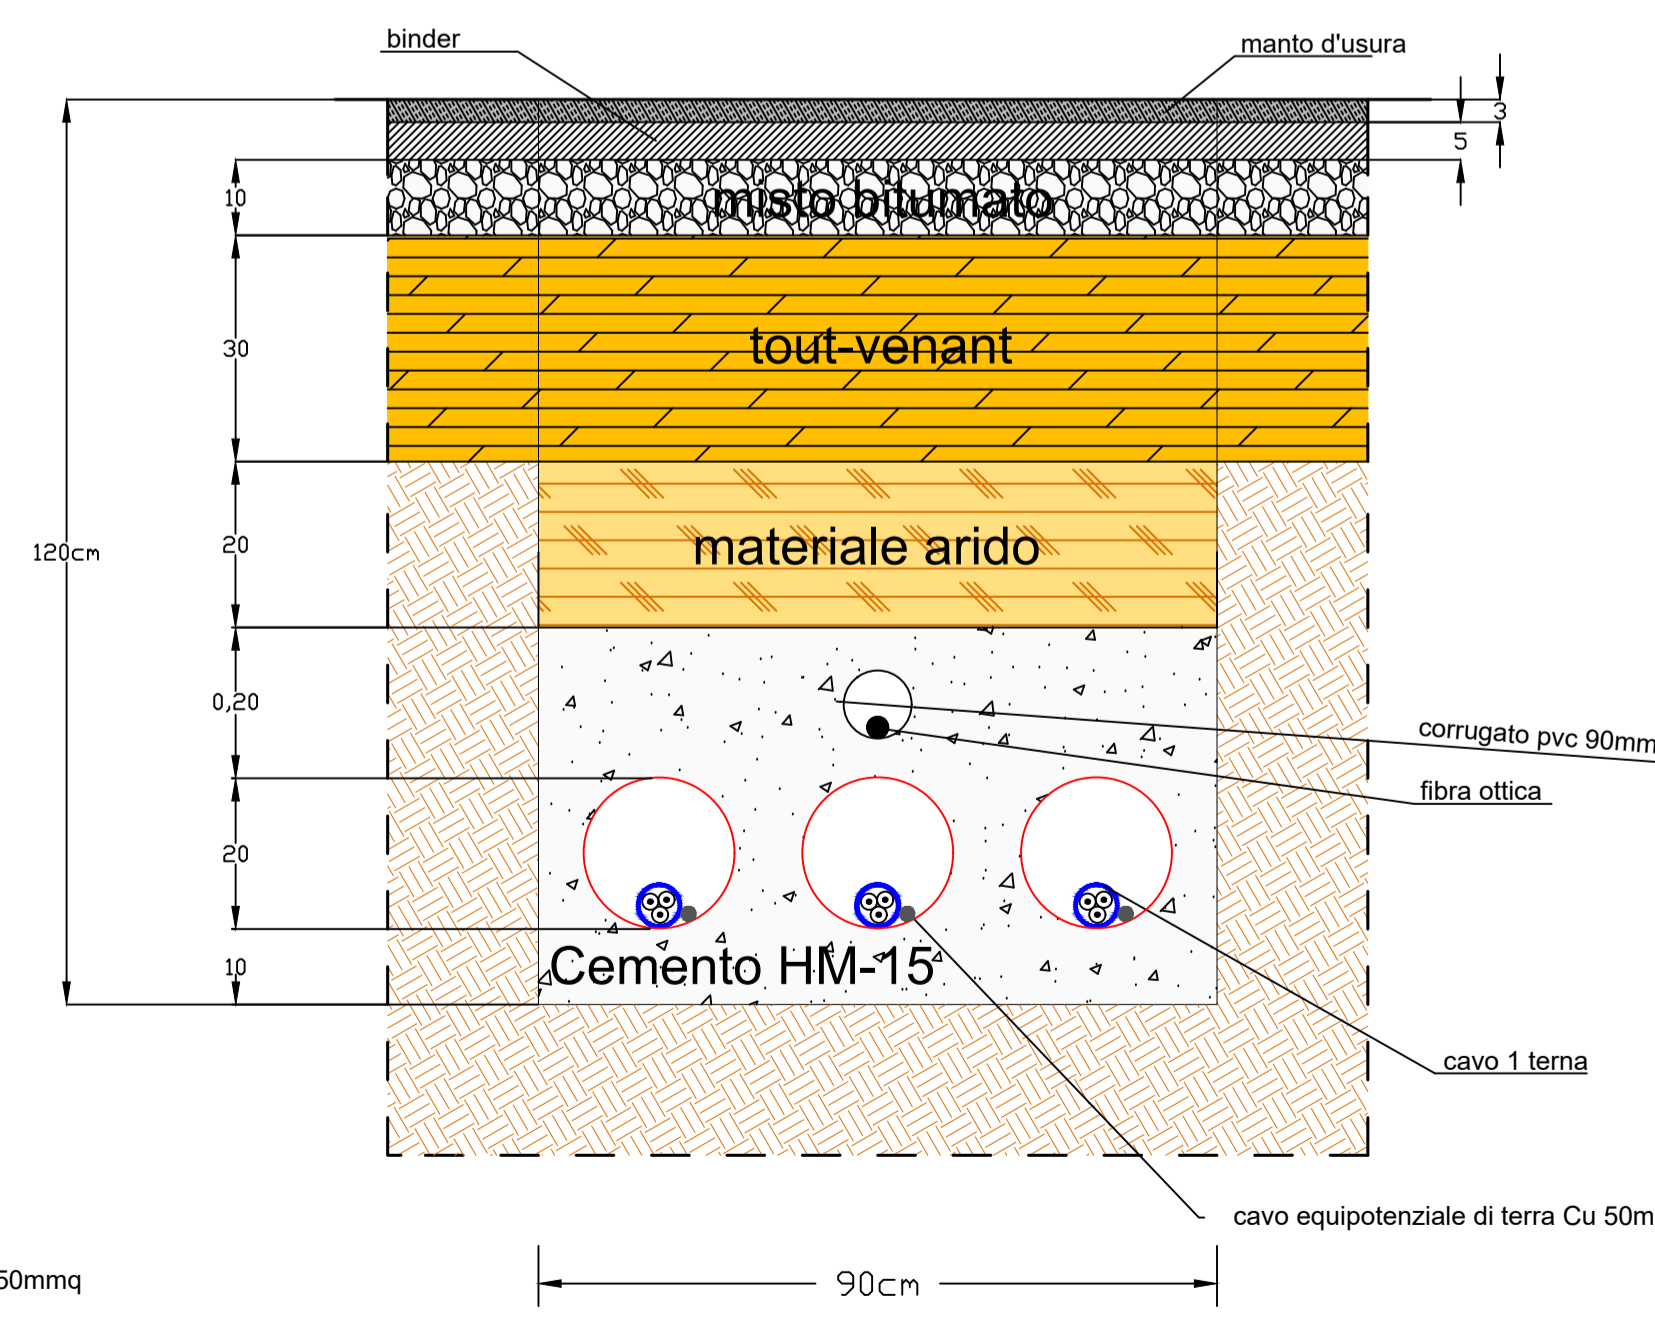 binder
manto d'usura
3
5
10
misto bitumato
30
tout-venant
120cm
20
materiale arido
0,20
corrugato pvc 90mm
fibra ottica
20
10
Cemento HM-15
cavo 1 terna
cavo equipotenziale di terra Cu 50m
50mmq
90cm